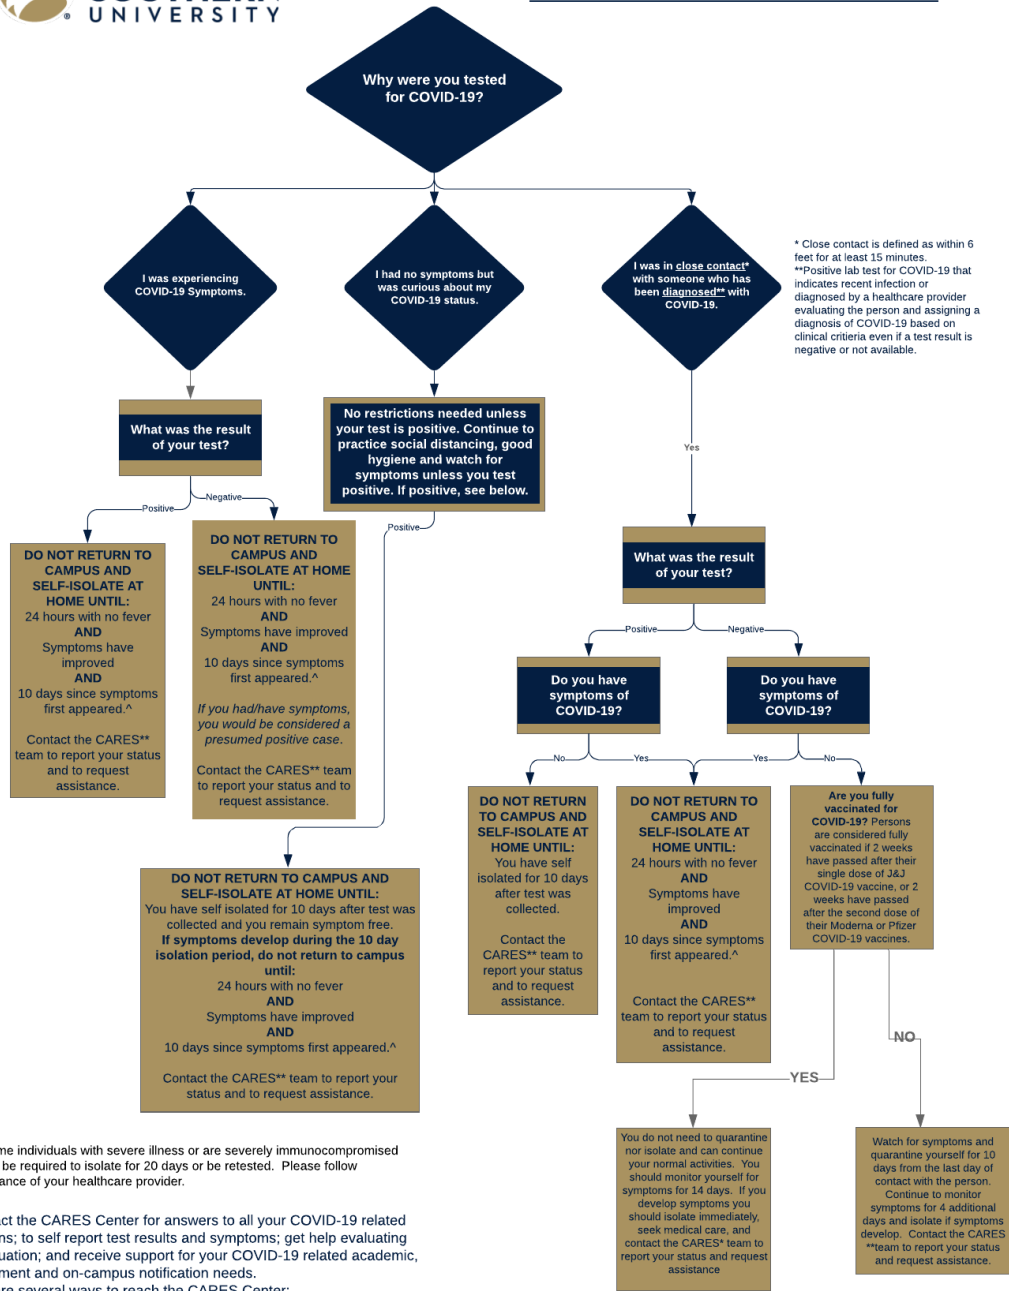 UNIVERSITY
Why were you tested
for COVID-19?
I was experiencing
COVID-19 Symptoms.
I had no symptoms but
was curious about my
COVID-19 status.
I was in close contact*
with someone who has
been diagnosed** with
COVID-19.
* Close contact is defined as within 6
feet for at least 15 minutes.
**Positive lab test for COVID-19 that
indicates recent infection or
diagnosed by a healthcare provider
evaluating the person and assigning a
diagnosis of COVID-19 based on
clinical critieria even if a test result is
negative or not available.
What was the result
of your test?
No restrictions needed unless
your test is positive. Continue to
practice social distancing, good
hygiene and watch for
symptoms unless you test
positive. If positive, see below.
Yes
Positive
Negative
Positive
DO NOT RETURN TO
CAMPUS AND
SELF-ISOLATE AT
HOME UNTIL:
24 hours with no fever
AND
Symptoms have
improved
AND
10 days since symptoms
first appeared.^
Contact the CARES**
team to report your status
and to request
assistance.
DO NOT RETURN TO
CAMPUS AND
SELF-ISOLATE AT HOME
UNTIL:
24 hours with no fever
AND
Symptoms have improved
AND
10 days since symptoms
first appeared.^
If you had/have symptoms,
you would be considered a
presumed positive case.
Contact the CARES** team
to report your status and to
request assistance.
What was the result
of your test?
Positive
Negative
Do you have
symptoms of
COVID-19?
Do you have
symptoms of
COVID-19?
No
Yes
Yes
No
DO NOT RETURN
TO CAMPUS AND
SELF-ISOLATE AT
HOME UNTIL:
You have self
isolated for 10 days
after test was
collected.
Contact the
CARES** team to
report your status
and to request
assistance.
DO NOT RETURN TO
CAMPUS AND
SELF-ISOLATE AT
HOME UNTIL:
24 hours with no fever
AND
Symptoms have
improved
AND
10 days since symptoms
first appeared.^
Contact the CARES**
team to report your status
and to request
assistance.
Are you fully
vaccinated for
COVID-19? Persons
are considered fully
vaccinated if 2 weeks
have passed after their
single dose of J&J
COVID-19 vaccine, or 2
weeks have passed
after the second dose of
their Moderna or Pfizer
COVID-19 vaccines.
DO NOT RETURN TO CAMPUS AND
SELF-ISOLATE AT HOME UNTIL:
You have self isolated for 10 days after test was
collected and you remain symptom free.
If symptoms develop during the 10 day
isolation period, do not return to campus
until:
24 hours with no fever
AND
Symptoms have improved
AND
10 days since symptoms first appeared.^
Contact the CARES** team to report your
status and to request assistance.
NO
YES
You do not need to quarantine
nor isolate and can continue
your normal activities. You
should monitor yourself for
symptoms for 14 days. If you
develop symptoms you
should isolate immediately,
seek medical care, and
contact the CARES* team to
report your status and request
assistance
Watch for symptoms and
quarantine yourself for 10
days from the last day of
contact with the person.
Continue to monitor
symptoms for 4 additional
days and isolate if symptoms
develop. Contact the CARES
**team to report your status
and request assistance.
me individuals with severe illness or are severely immunocompromised
be required to isolate for 20 days or be retested. Please follow
ance of your healthcare provider.
act the CARES Center for answers to all your COVID-19 related
ns; to self report test results and symptoms; get help evaluating
uation; and receive support for your COVID-19 related academic,
ment and on-campus notification needs.
re several ways to reach the CARES Center: